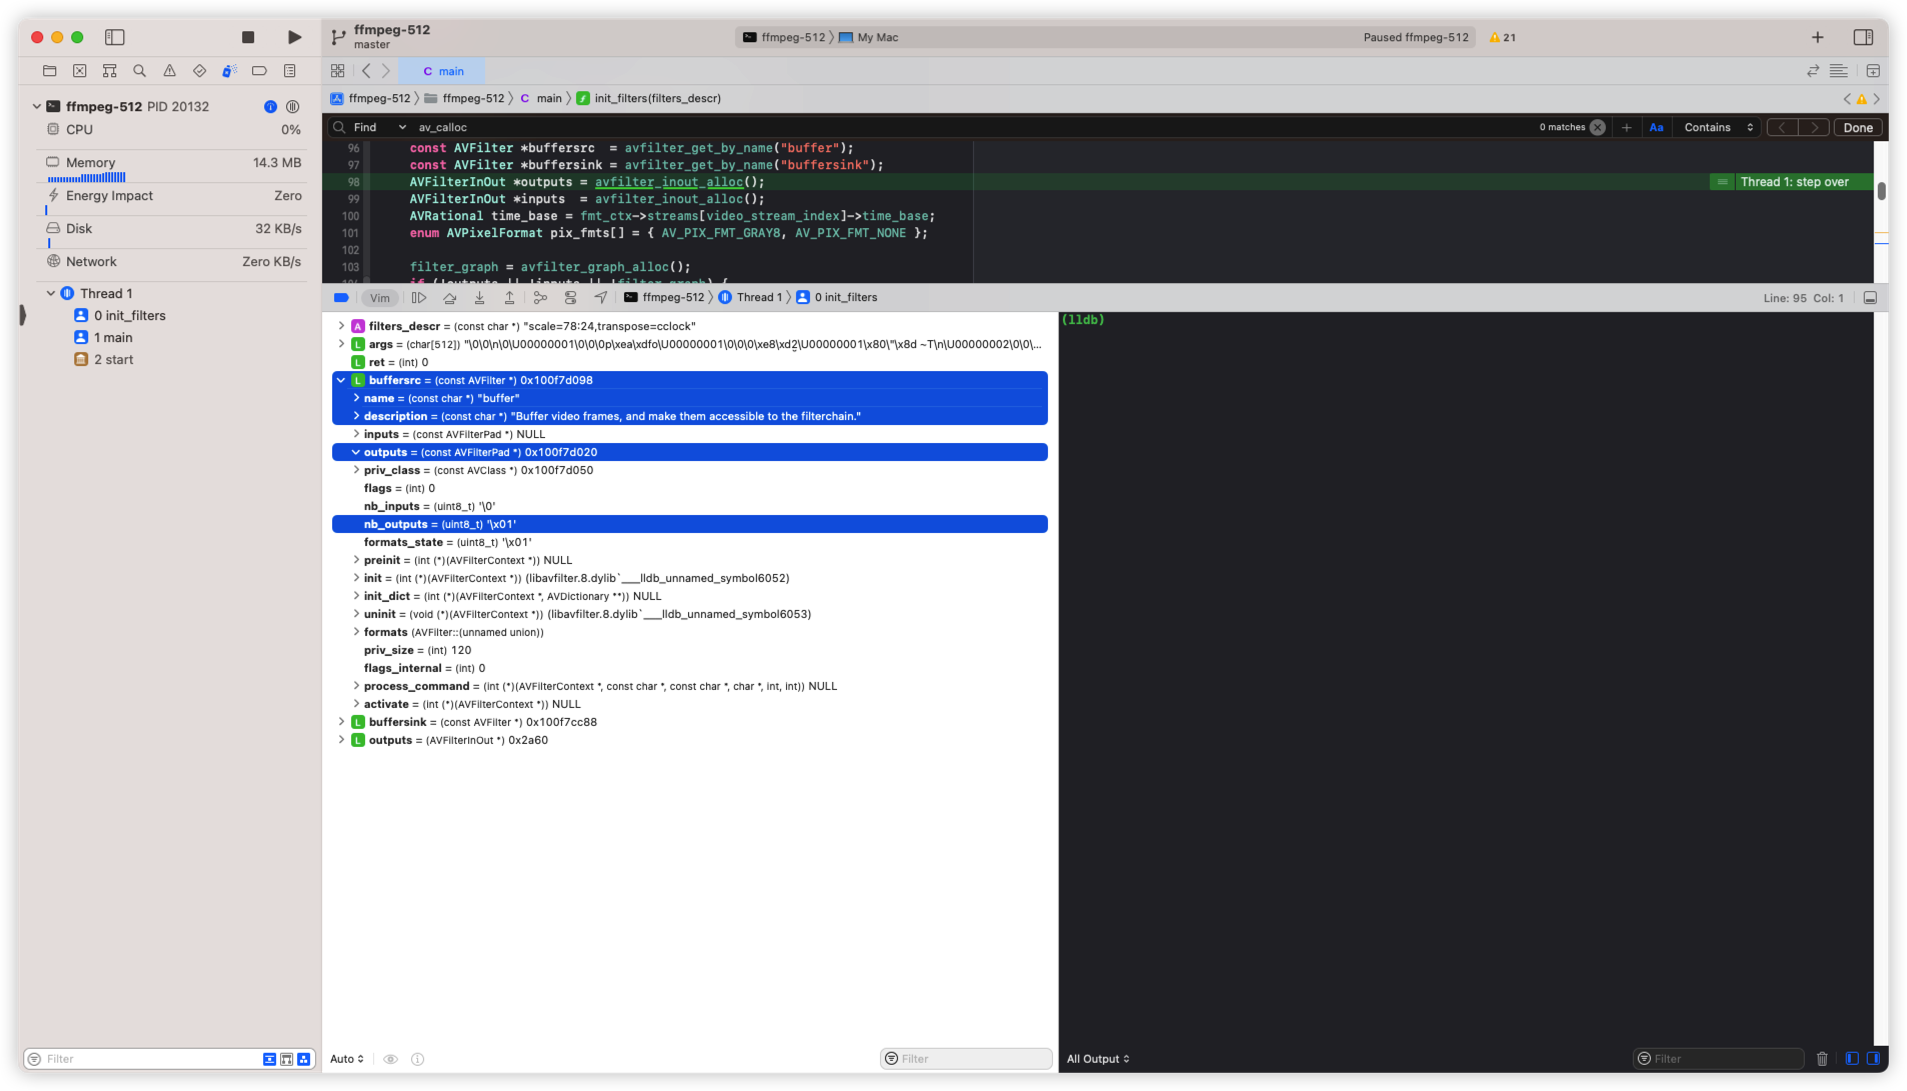 ffmpeg-512
master
ffmpeg-512 My Mac
Paused ffmpeg-512
21
main
ffmpeg-512 PID 20132
CPU 0%
Memory 14.3 MB
Energy Impact Zero
Disk 32 KB/s
Network Zero KB/s
Thread 1
0 init_filters
1 main
2 start
Filter
ffmpeg-512 ffmpeg-512 C main init_filters(filters_descr)
Find av_calloc
0 matches
Aa
Contains
Done
96 const AVFilter *buffersrc  = avfilter_get_by_name("buffer");
97 const AVFilter *buffersink = avfilter_get_by_name("buffersink");
98 AVFilterInOut *outputs = avfilter_inout_alloc();
Thread 1: step over
99 AVFilterInOut *inputs  = avfilter_inout_alloc();
100 AVRational time_base = fmt_ctx->streams[video_stream_index]->time_base;
101 enum AVPixelFormat pix_fmts[] = { AV_PIX_FMT_GRAY8, AV_PIX_FMT_NONE };
102
103 filter_graph = avfilter_graph_alloc();
Vim
ffmpeg-512 Thread 1 0 init_filters
Line: 95 Col: 1
A filters_descr = (const char *) "scale=78:24,transpose=cclock"
L args = (char[512]) "\0\0\n\0\U00000001\0\0\0p\xea\xdfo\U00000001\0\0\0\xe8\xd2\U00000001\x80\"\x8d ~T\n\U00000002\0\0\...
L ret = (int) 0
L buffersrc = (const AVFilter *) 0x100f7d098
name = (const char *) "buffer"
description = (const char *) "Buffer video frames, and make them accessible to the filterchain."
inputs = (const AVFilterPad *) NULL
outputs = (const AVFilterPad *) 0x100f7d020
priv_class = (const AVClass *) 0x100f7d050
flags = (int) 0
nb_inputs = (uint8_t) '\0'
nb_outputs = (uint8_t) '\x01'
formats_state = (uint8_t) '\x01'
preinit = (int (*)(AVFilterContext *)) NULL
init = (int (*)(AVFilterContext *)) (libavfilter.8.dylib`___lldb_unnamed_symbol6052)
init_dict = (int (*)(AVFilterContext *, AVDictionary **)) NULL
uninit = (void (*)(AVFilterContext *)) (libavfilter.8.dylib`___lldb_unnamed_symbol6053)
formats (AVFilter::(unnamed union))
priv_size = (int) 120
flags_internal = (int) 0
process_command = (int (*)(AVFilterContext *, const char *, const char *, char *, int, int)) NULL
activate = (int (*)(AVFilterContext *)) NULL
L buffersink = (const AVFilter *) 0x100f7cc88
L outputs = (AVFilterInOut *) 0x2a60
Auto
Filter
(lldb)
All Output
Filter